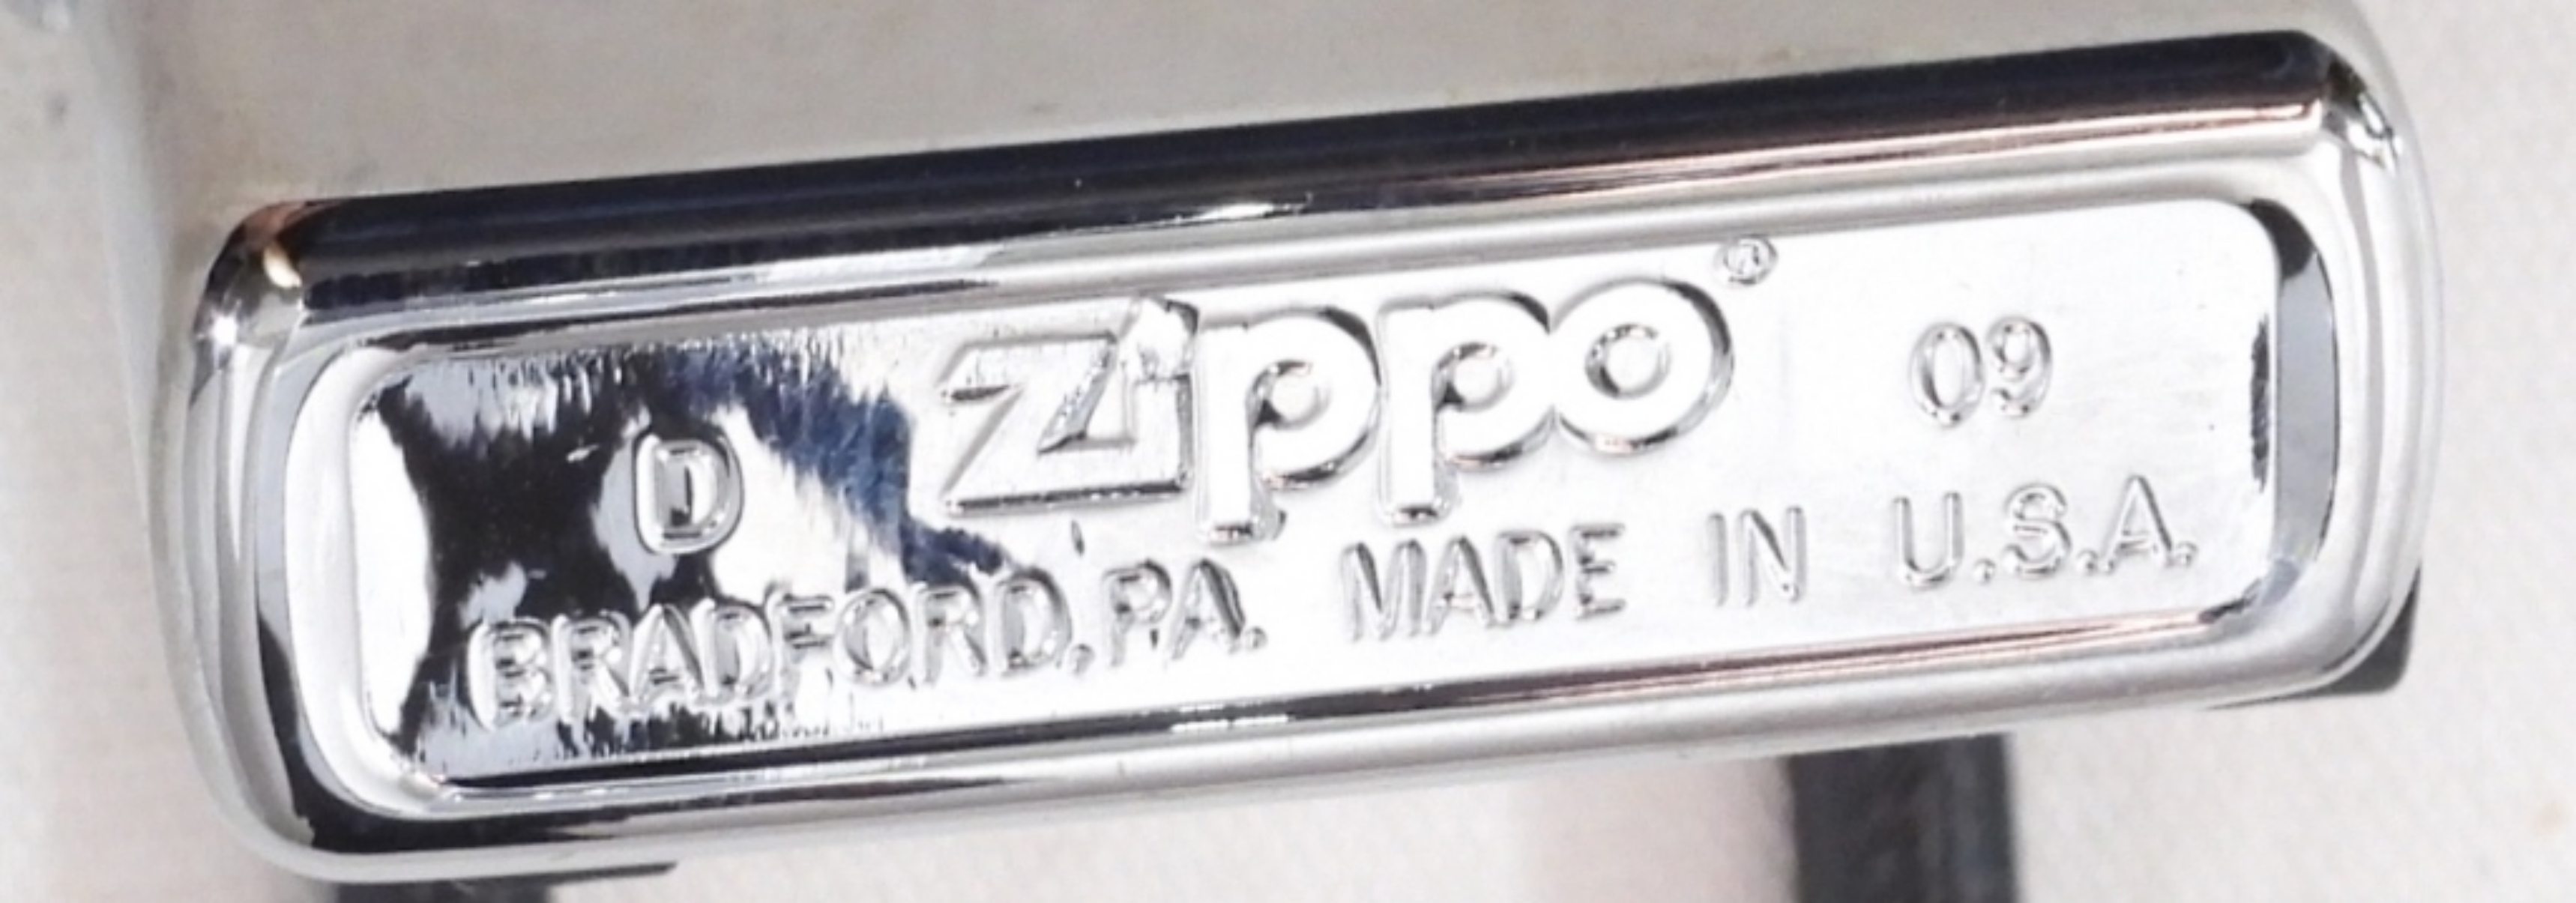 D zippo® 09
BRADFORD, PA. MADE IN U.S.A.